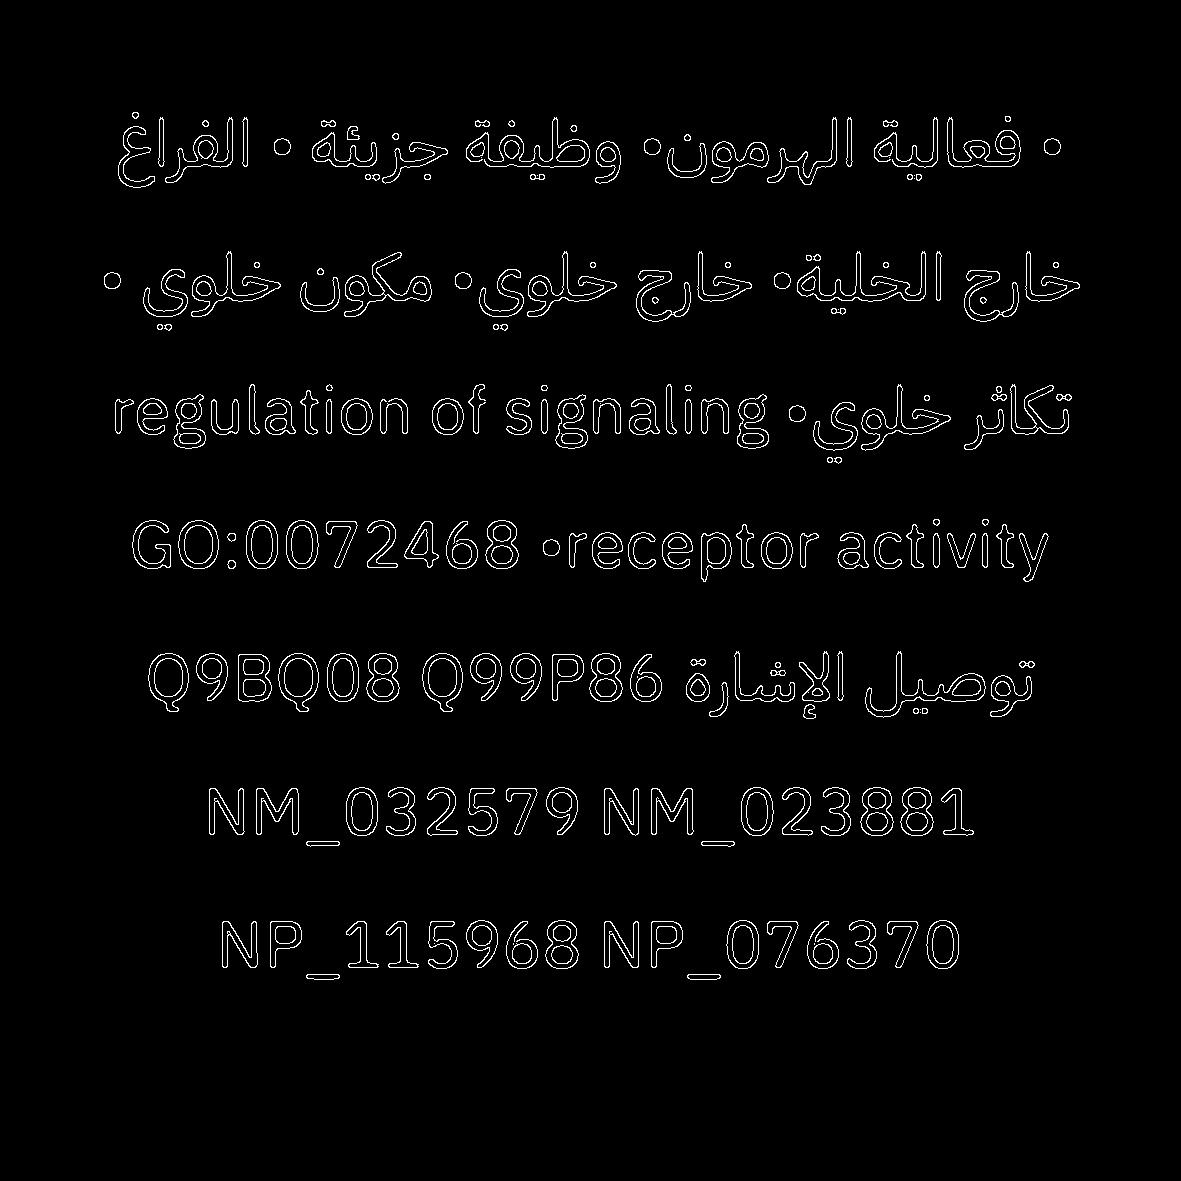 • فعالية الهرمون• وظيفة جزيئة • الفراغ
خارج الخلية• خارج خلوي• مكون خلوي •
تكاثر خلوي• regulation of signaling
GO:0072468 •receptor activity
توصيل الإشارة Q9BQ08 Q99P86
NM_032579 NM_023881
NP_115968 NP_076370